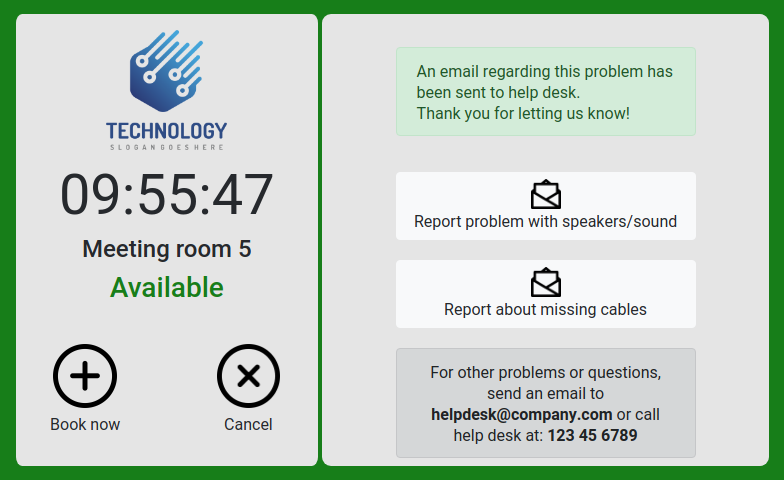 TECHNOLOGY
SLOGANGOESHERE
09:55:47
Meeting room 5
Available
Book now
Cancel
An email regarding this problem has
been sent to help desk.
Thank you for letting us know!
Report problem with speakers/sound
Report about missing cables
For other problems or questions,
send an email to
helpdesk@company.com or call
help desk at: 123 45 6789